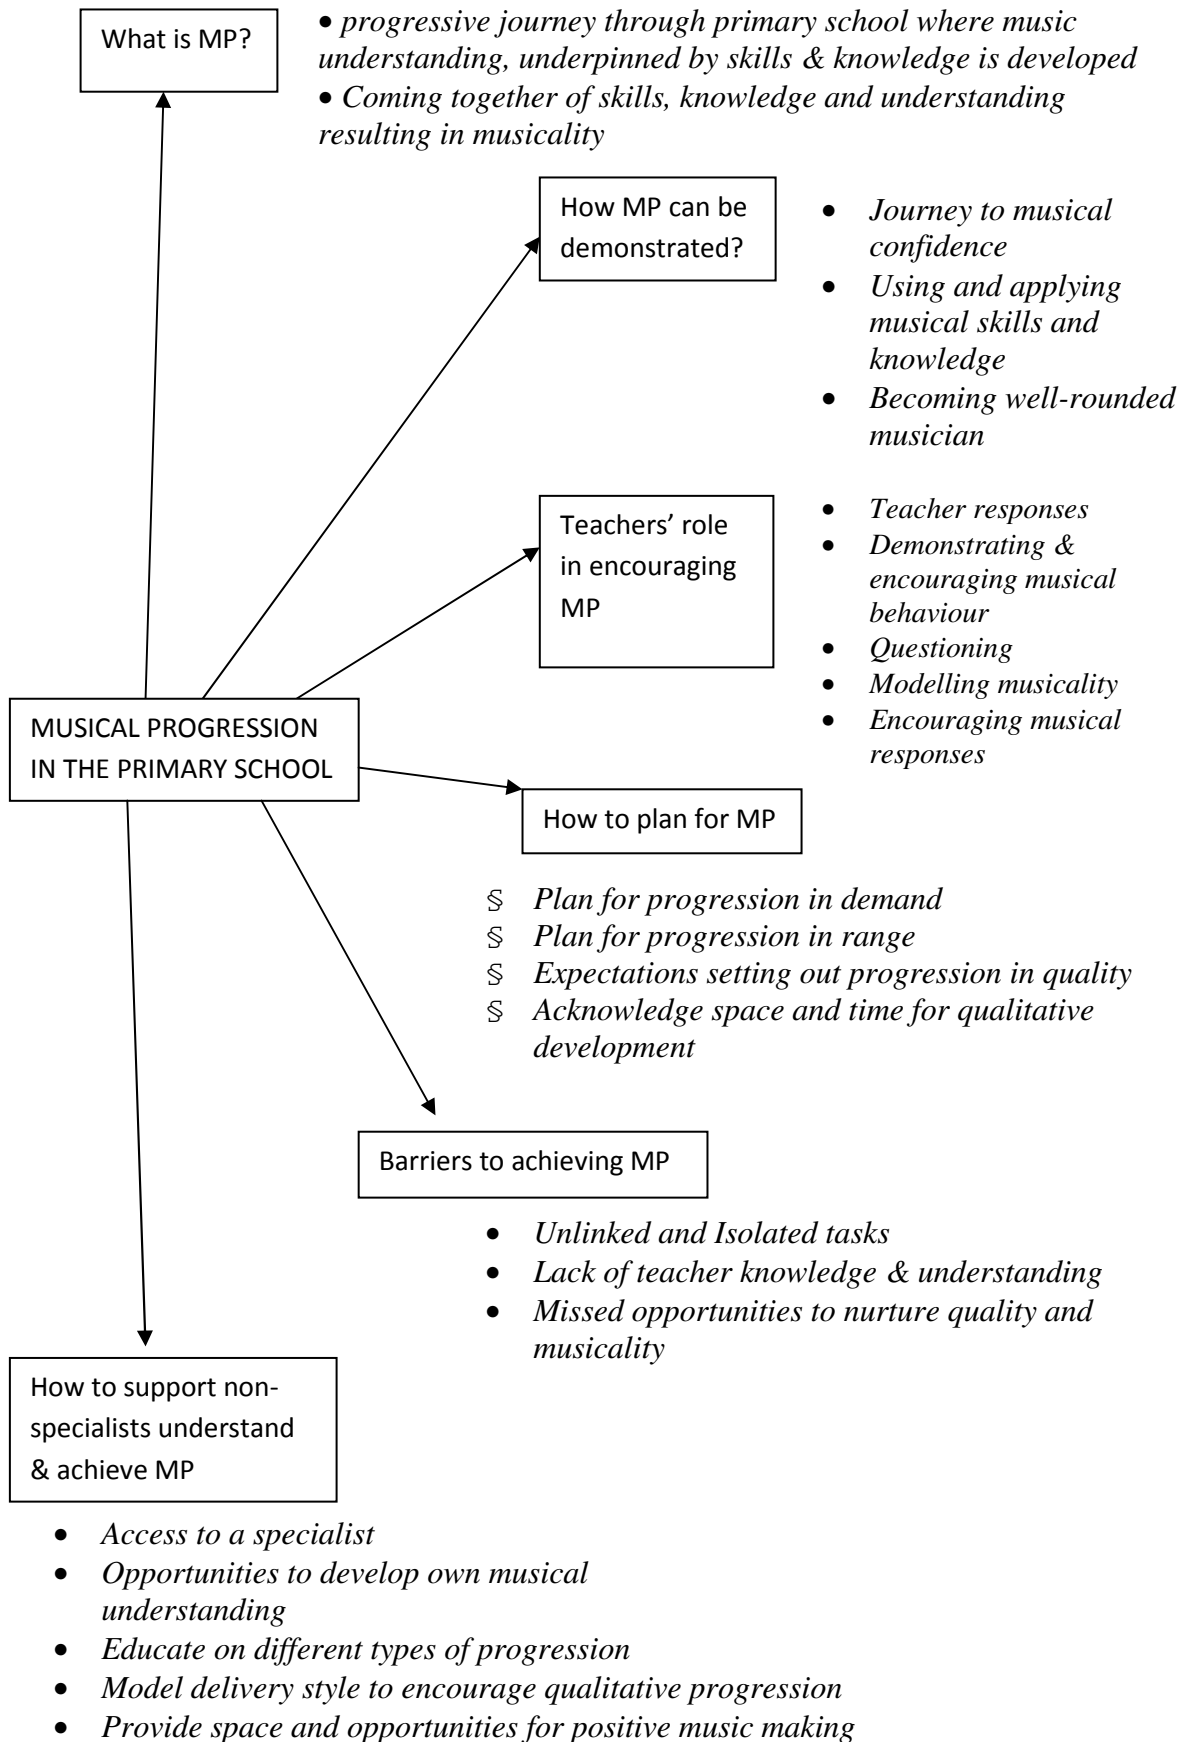 What is MP?
• progressive journey through primary school where music
understanding, underpinned by skills & knowledge is developed
• Coming together of skills, knowledge and understanding
resulting in musicality
How MP can be
demonstrated?
• Journey to musical
confidence
• Using and applying
musical skills and
knowledge
• Becoming well-rounded
musician
Teachers’ role
in encouraging
MP
• Teacher responses
• Demonstrating &
encouraging musical
behaviour
• Questioning
• Modelling musicality
• Encouraging musical
responses
MUSICAL PROGRESSION
IN THE PRIMARY SCHOOL
How to plan for MP
§ Plan for progression in demand
§ Plan for progression in range
§ Expectations setting out progression in quality
§ Acknowledge space and time for qualitative
development
Barriers to achieving MP
• Unlinked and Isolated tasks
• Lack of teacher knowledge & understanding
• Missed opportunities to nurture quality and
musicality
How to support non-
specialists understand
& achieve MP
• Access to a specialist
• Opportunities to develop own musical
understanding
• Educate on different types of progression
• Model delivery style to encourage qualitative progression
• Provide space and opportunities for positive music making